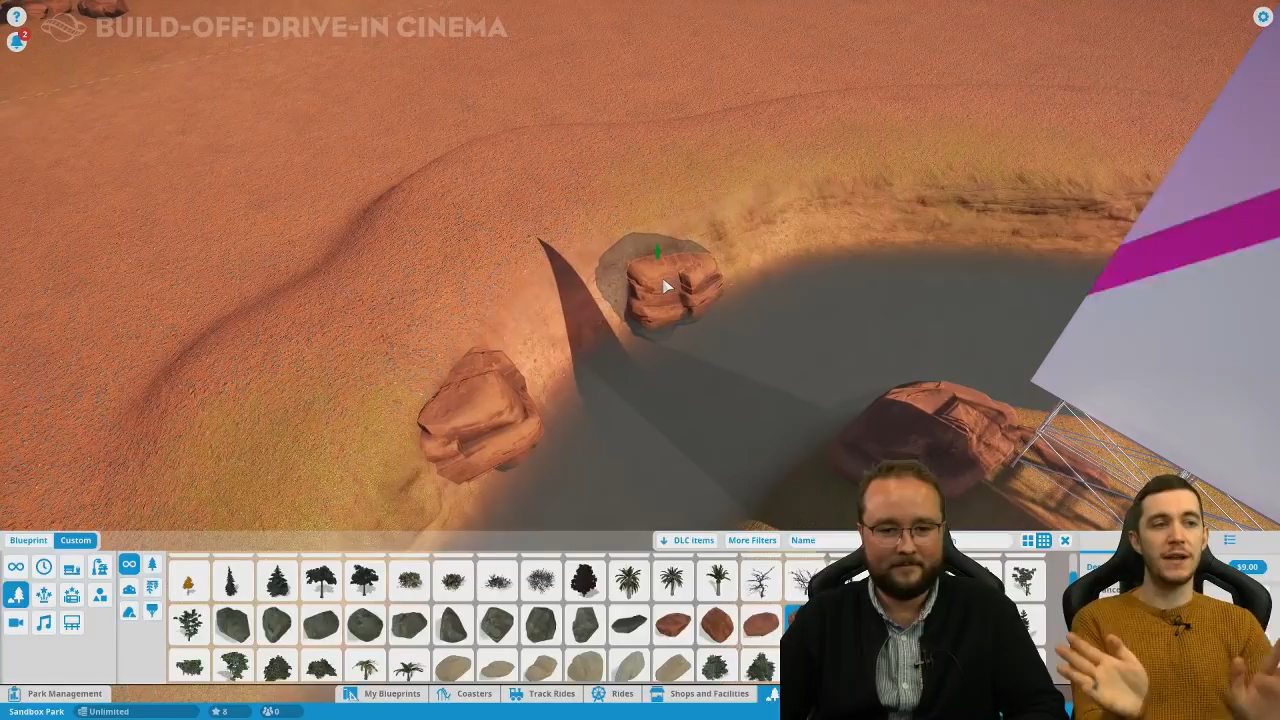 BUILD-OFF: DRIVE-IN CINEMA
?
2
Blueprint
Custom
DLC items
More Filters
Name
$9.00
Park Management
My Blueprints
Coasters
Track Rides
Rides
Shops and Facilities
Sandbox Park
Unlimited
8
0